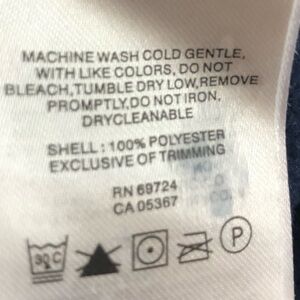 MACHINE WASH COLD GENTLE,
WITH LIKE COLORS, DO NOT
BLEACH, TUMBLE DRY LOW, REMOVE
PROMPTLY, DO NOT IRON,
DRYCLEANABLE
SHELL : 100% POLYESTER
EXCLUSIVE OF TRIMMING
RN 69724
CA 05367
30 C
P